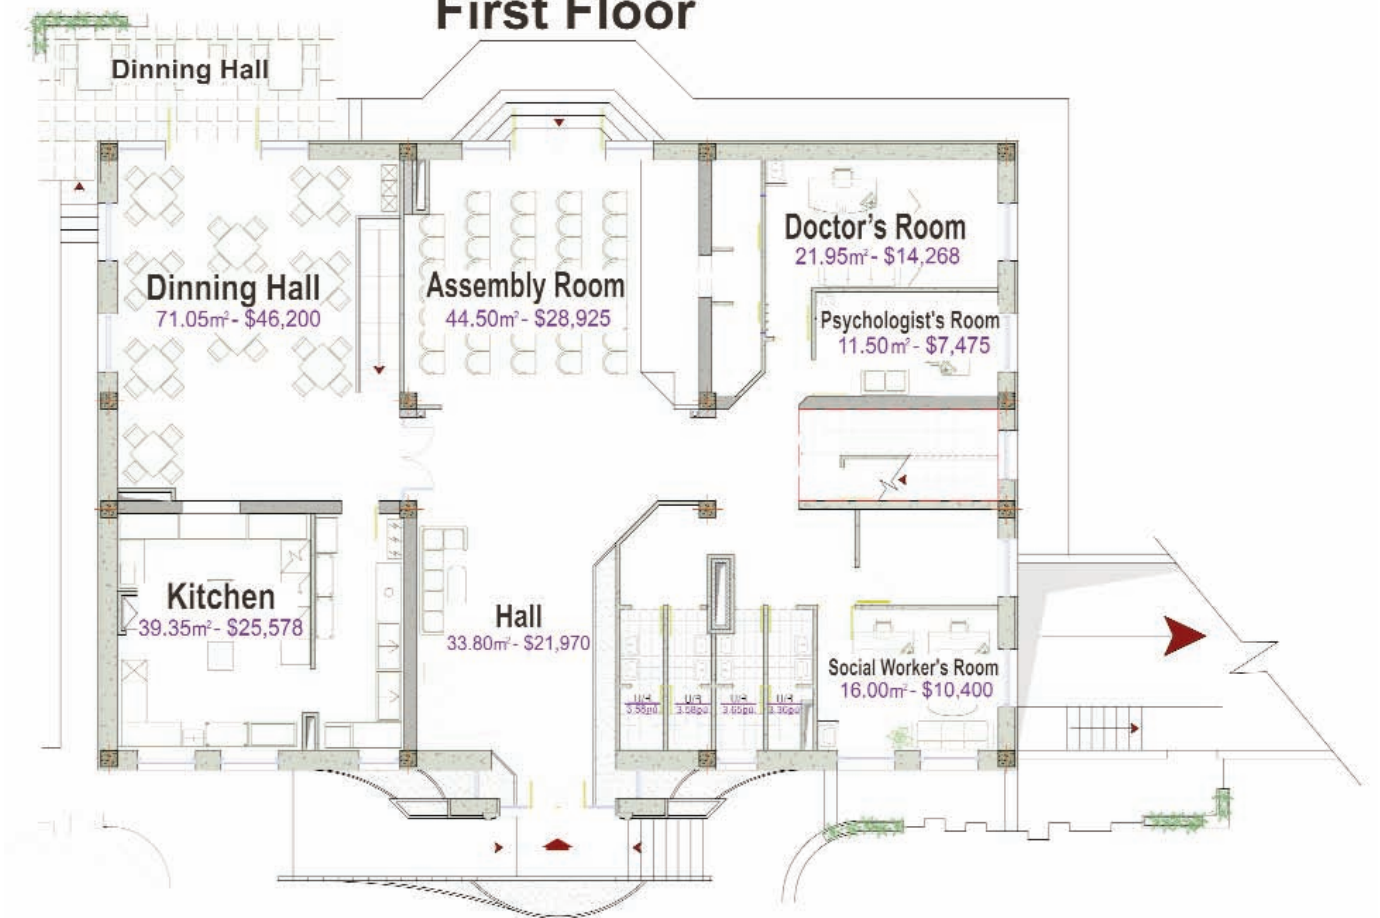 First Floor
Dinning Hall
Doctor's Room
21.95m² - $14,268
Dinning Hall
71.05m² - $46,200
Assembly Room
44.50m² - $28,925
Psychologist's Room
11.50m² - $7,475
Kitchen
39.35m² - $25,578
Hall
33.80m² - $21,970
Social Worker's Room
16.00m² - $10,400